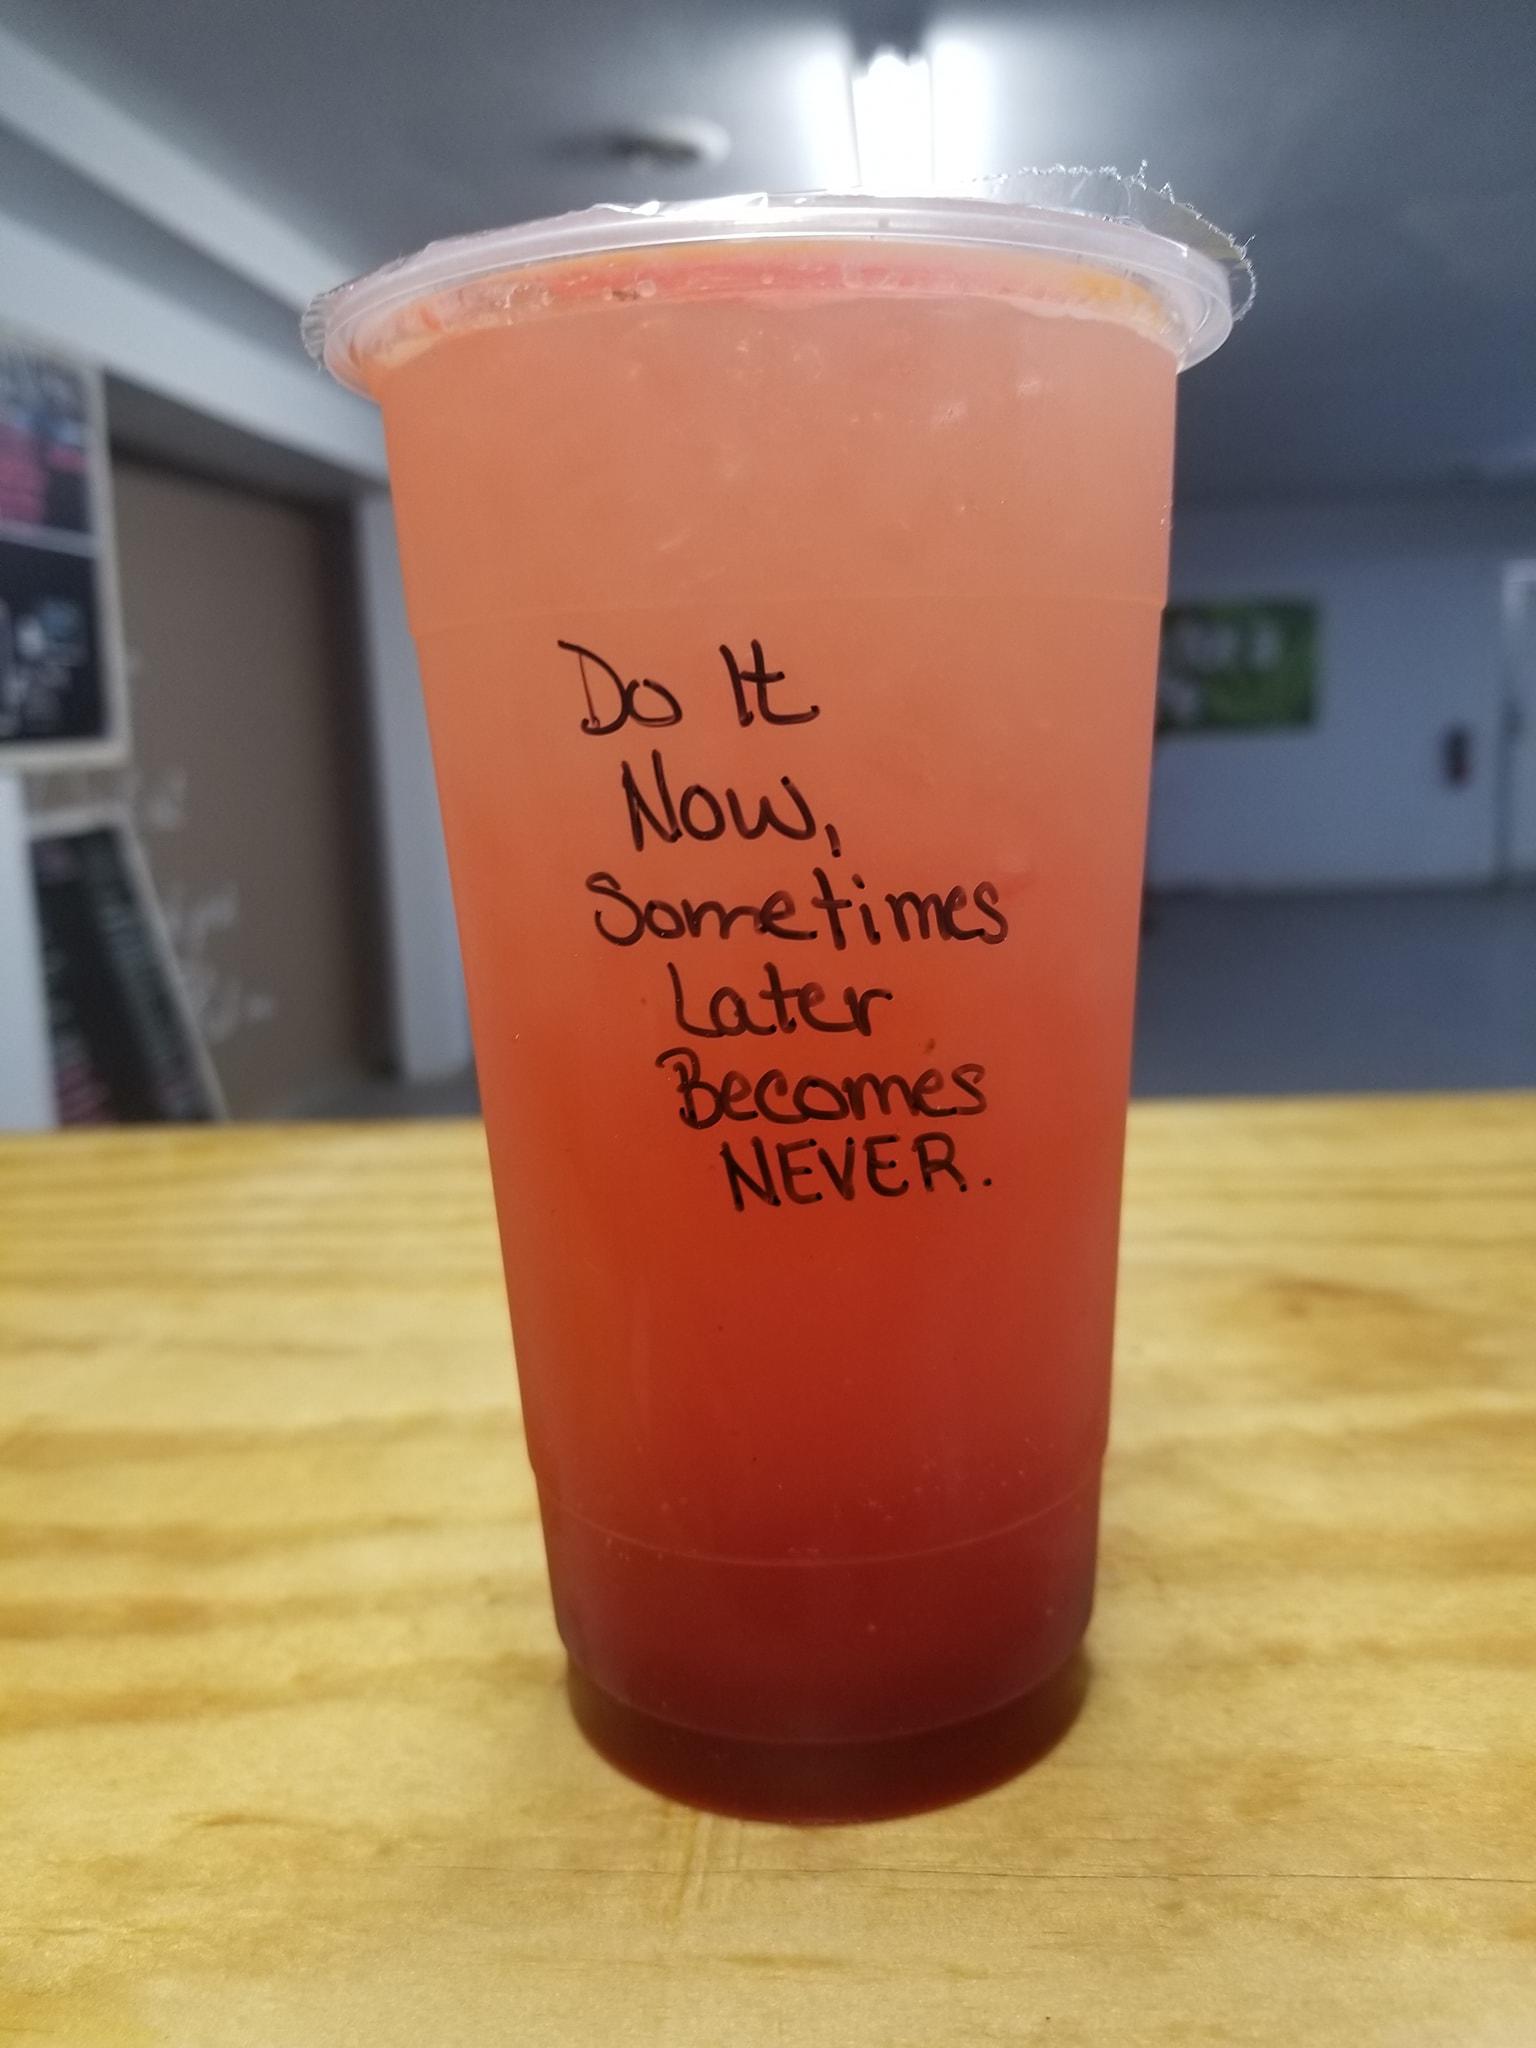 Do It
Now,
Sometimes
Later
Becomes
NEVER.